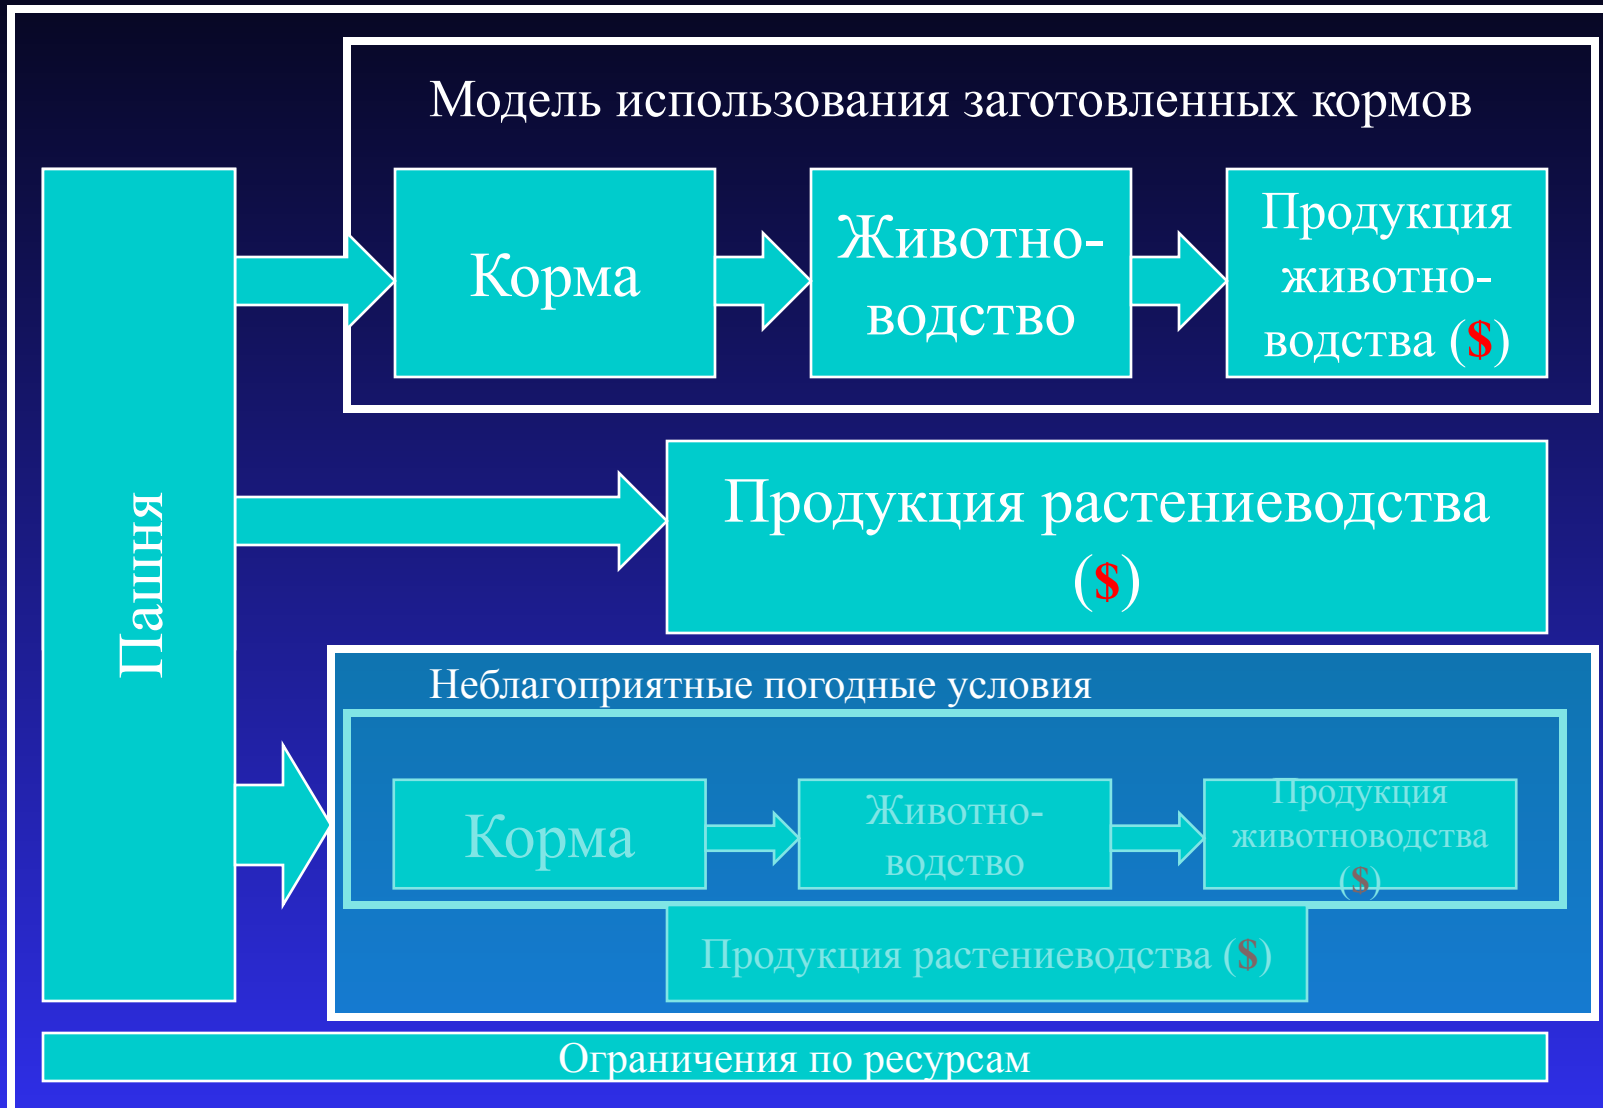 Модель использования заготовленных кормов
Пашня
Корма
Животно-
водство
Продукция
животно-
водства ($)
Продукция растениеводства
($)
Неблагоприятные погодные условия
Корма
Животно-
водство
Продукция
животноводства
($)
Продукция растениеводства ($)
Ограничения по ресурсам